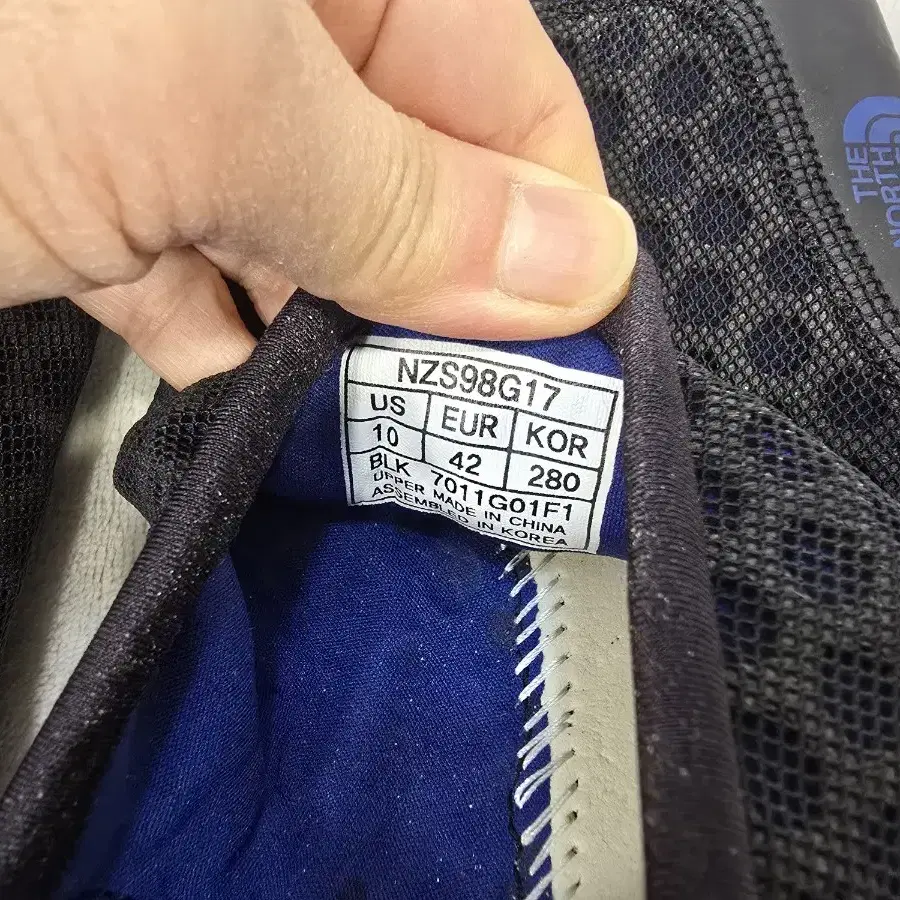 NZS98G17
US EUR KOR
10 42 280
BLK 7011G01F1
UPPER MADE IN CHINA
ASSEMBLED IN KOREA
THE
NORTH